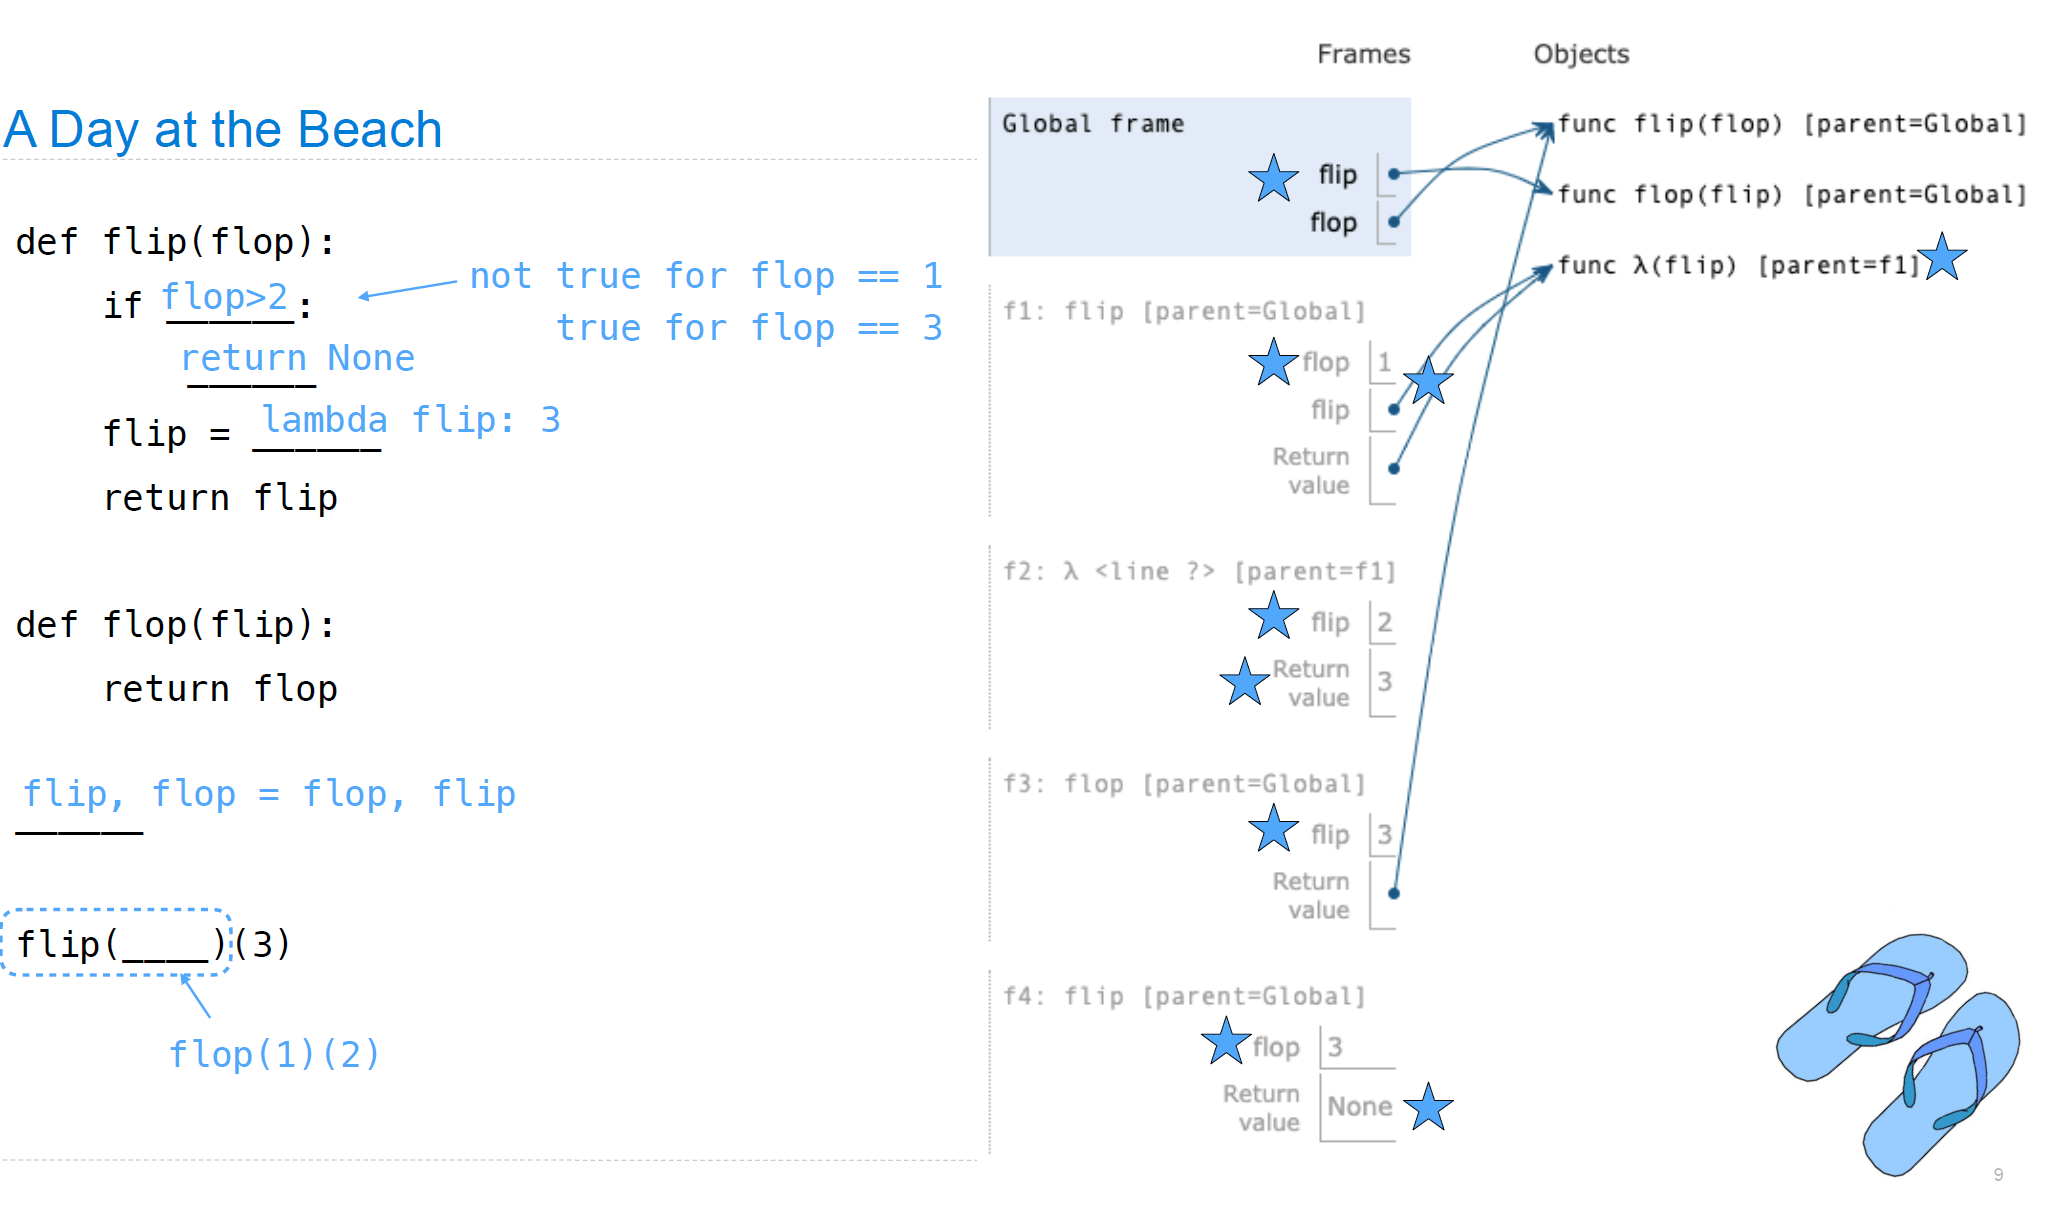 A Day at the Beach
def flip(flop):
if flop>2:
not true for flop == 1
true for flop == 3
return None
flip = lambda flip: 3
return flip
def flop(flip):
return flop
flip, flop = flop, flip
flip(____)(3)
flop(1)(2)
Frames
Objects
Global frame
flip
flop
func flip(flop) [parent=Global]
func flop(flip) [parent=Global]
func λ(flip) [parent=f1]
f1: flip [parent=Global]
flop 1
flip
Return
value
f2: λ <line ?> [parent=f1]
flip 2
Return
value 3
f3: flop [parent=Global]
flip 3
Return
value
f4: flip [parent=Global]
flop 3
Return
value None
9